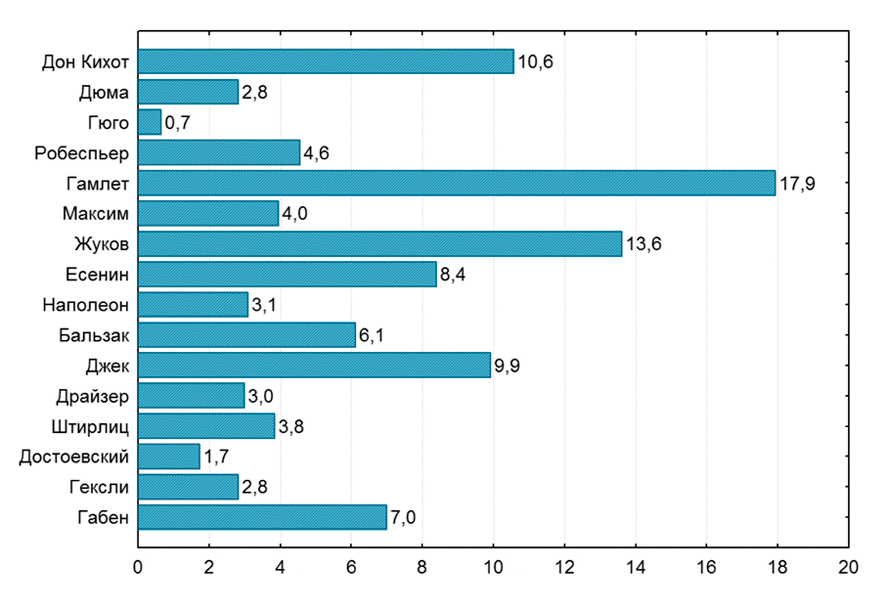 Дон Кихот 10,6
Дюма 2,8
Гюго 0,7
Робеспьер 4,6
Гамлет 17,9
Максим 4,0
Жуков 13,6
Есенин 8,4
Наполеон 3,1
Бальзак 6,1
Джек 9,9
Драйзер 3,0
Штирлиц 3,8
Достоевский 1,7
Гексли 2,8
Габен 7,0
0 2 4 6 8 10 12 14 16 18 20